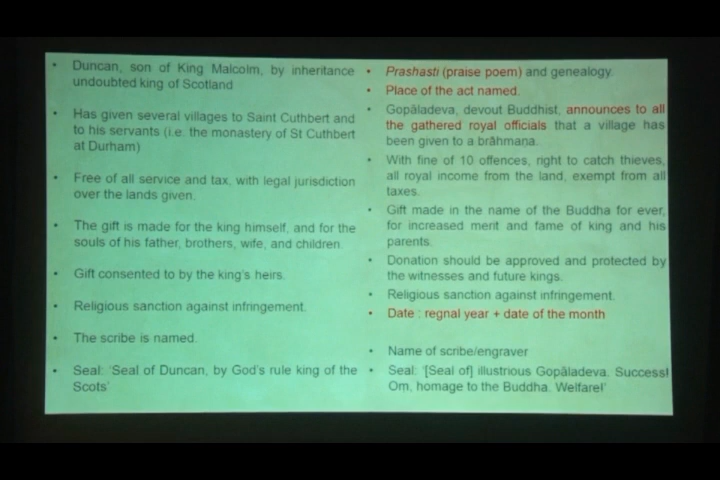 • Duncan, son of King Malcolm, by inheritance
undoubted king of Scotland
• Has given several villages to Saint Cuthbert and
to his servants (i.e. the monastery of St Cuthbert
at Durham)
• Free of all service and tax, with legal jurisdiction
over the lands given.
• The gift is made for the king himself, and for the
souls of his father, brothers, wife, and children.
• Gift consented to by the king's heirs.
• Religious sanction against infringement.
• The scribe is named.
• Seal: 'Seal of Duncan, by God's rule king of the
Scots'
• Prashasti (praise poem) and genealogy.
• Place of the act named.
• Gopāladeva, devout Buddhist, announces to all
the gathered royal officials that a village has
been given to a brāhmaṇa.
• With fine of 10 offences, right to catch thieves,
all royal income from the land, exempt from all
taxes.
• Gift made in the name of the Buddha for ever,
for increased merit and fame of king and his
parents.
• Donation should be approved and protected by
the witnesses and future kings.
• Religious sanction against infringement.
• Date : regnal year + date of the month
• Name of scribe/engraver
• Seal: '[Seal of] illustrious Gopāladeva. Success!
Om, homage to the Buddha. Welfare!'